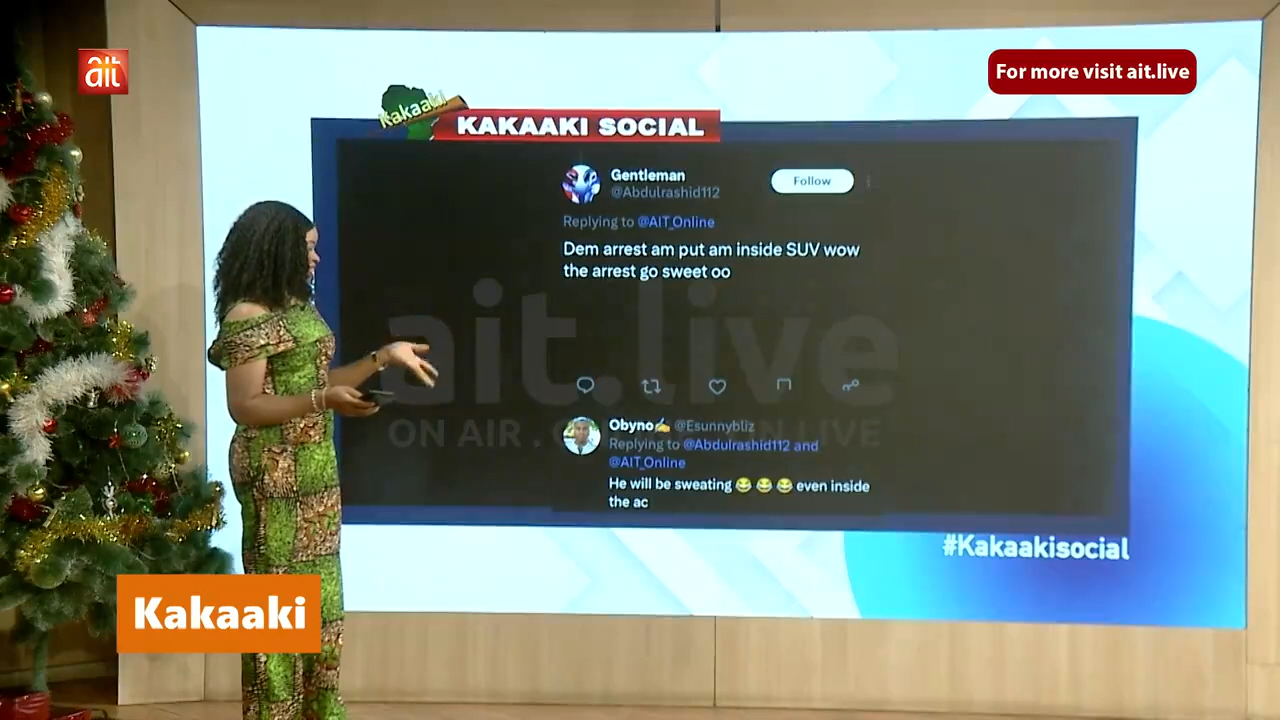 ait
For more visit ait.live
Kakaaki
KAKAAKI SOCIAL
Gentleman
@Abdulrashid112
Follow
Replying to @AIT_Online
Dem arrest am put am inside SUV wow
the arrest go sweet oo
ait.live
ON AIR .
LIVE
Obyno✍ @Esunnybliz
Replying to @Abdulrashid112 and
@AIT_Online
He will be sweating 😂 😂 😂 even inside
the ac
#Kakaakisocial
Kakaaki